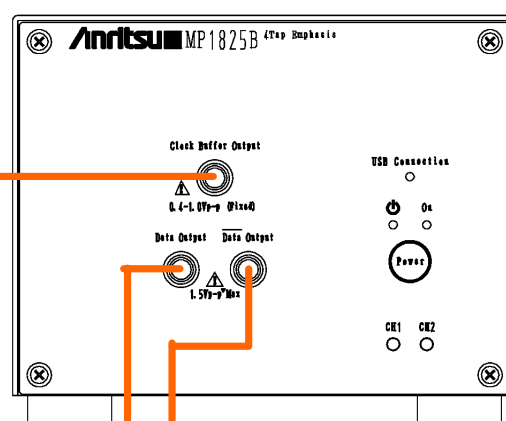 Anritsu MP1825B 4Tap Emphasis
Clock Buffer Output
USB Connection
0.4-1.0Vp-p (Fixed)
On
Data Output Data Output
Power
1.5Vp-p Max
CH1 CH2